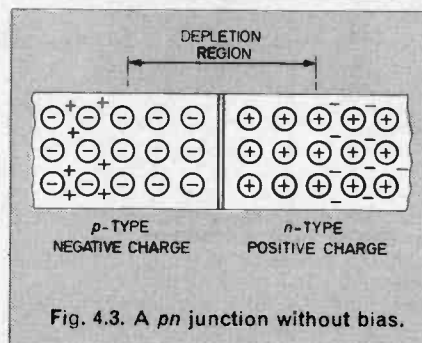 DEPLETION
REGION
p-TYPE
NEGATIVE CHARGE
n-TYPE
POSITIVE CHARGE
Fig. 4.3. A pn junction without bias.